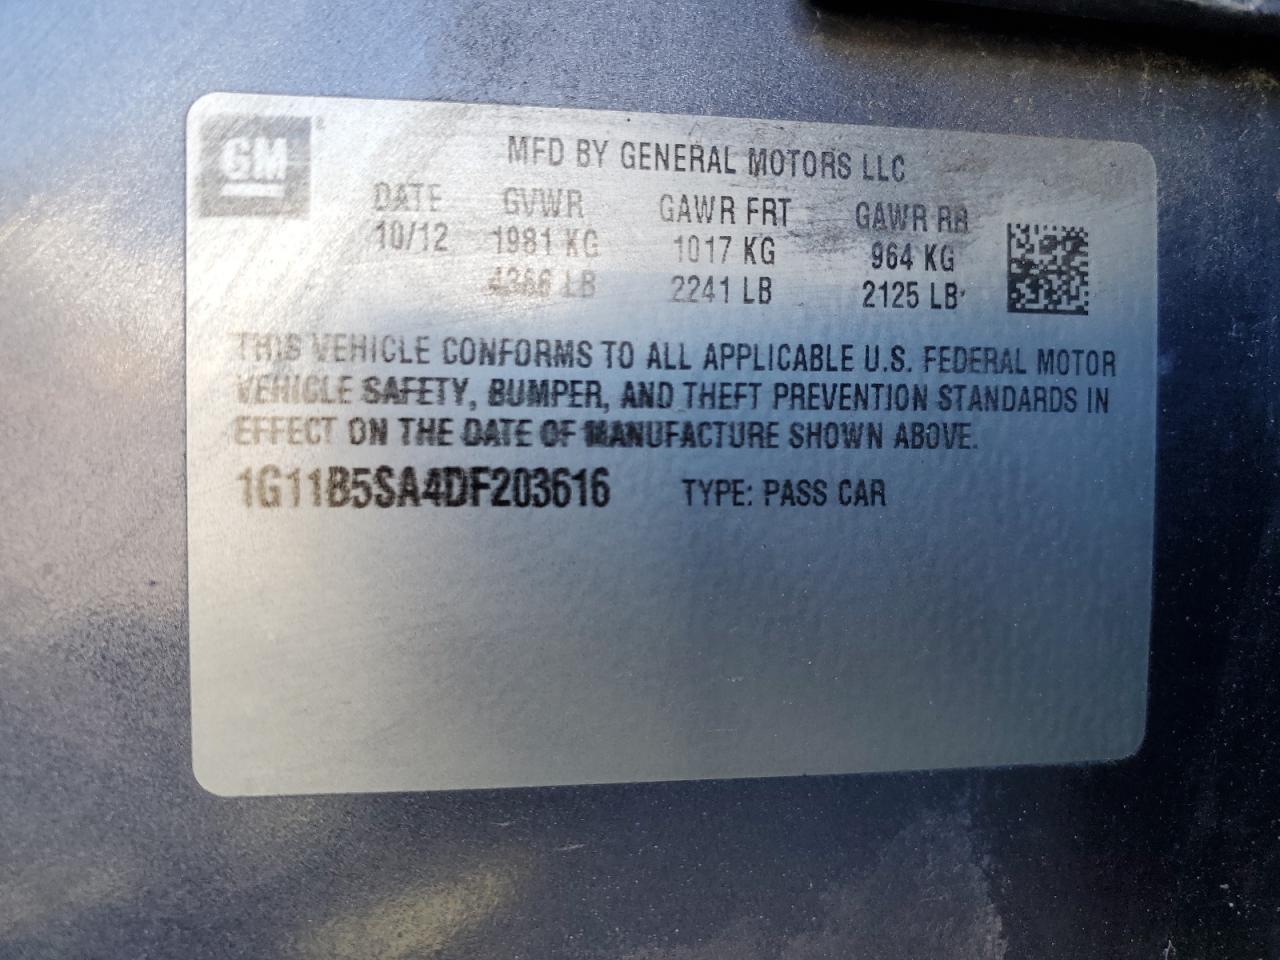 GM
MFD BY GENERAL MOTORS LLC
DATE GVWR GAWR FRT GAWR RR
10/12 1981 KG 1017 KG 964 KG
4366 LB 2241 LB 2125 LB
THIS VEHICLE CONFORMS TO ALL APPLICABLE U.S. FEDERAL MOTOR
VEHICLE SAFETY, BUMPER, AND THEFT PREVENTION STANDARDS IN
EFFECT ON THE DATE OF MANUFACTURE SHOWN ABOVE.
1G11B5SA4DF203616 TYPE: PASS CAR